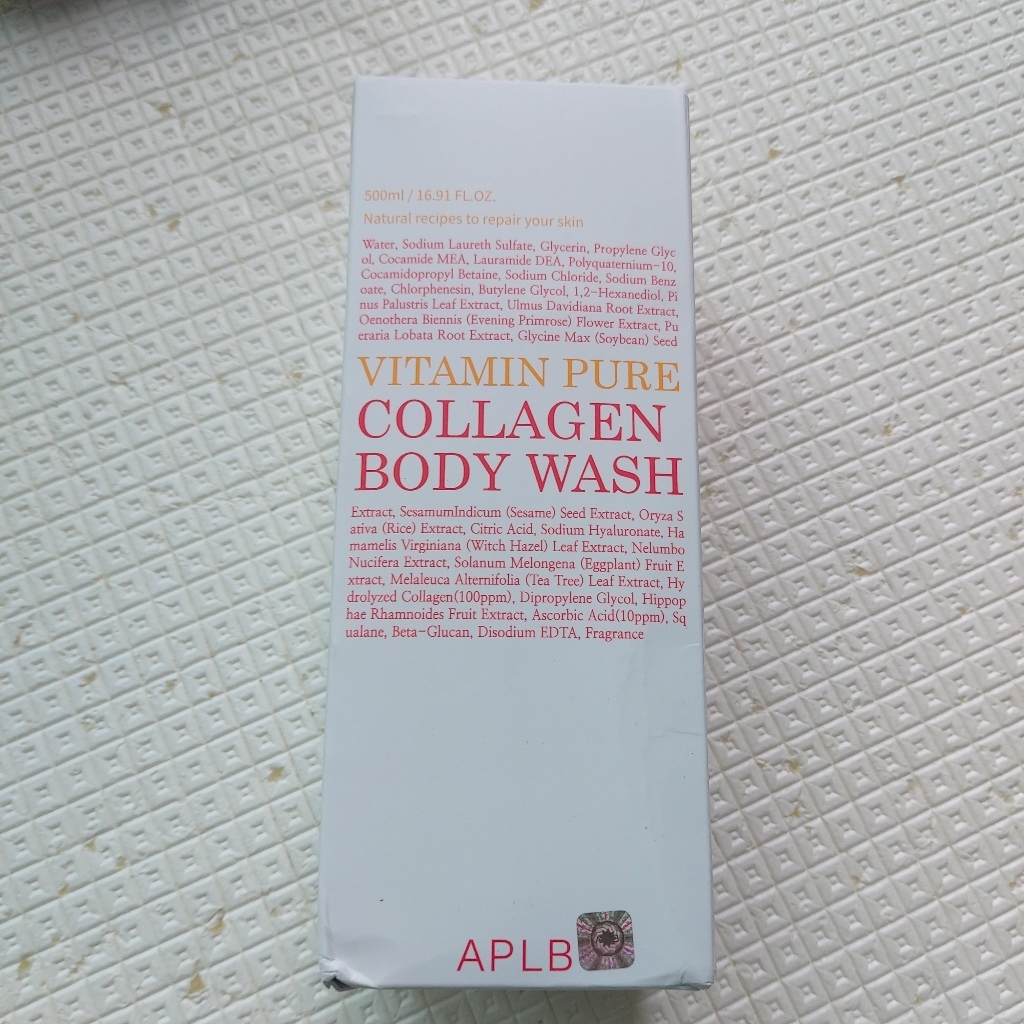 500ml / 16.91 FL.OZ.
Natural recipes to repair your skin
Water, Sodium Laureth Sulfate, Glycerin, Propylene Glyc
ol, Cocamide MEA, Lauramide DEA, Polyquaternium-10,
Cocamidopropyl Betaine, Sodium Chloride, Sodium Benz
oate, Chlorphenesin, Butylene Glycol, 1,2-Hexanediol, Pi
nus Palustris Leaf Extract, Ulmus Davidiana Root Extract,
Oenothera Biennis (Evening Primrose) Flower Extract, Pu
eraria Lobata Root Extract, Glycine Max (Soybean) Seed
VITAMIN PURE
COLLAGEN
BODY WASH
Extract, SesamumIndicum (Sesame) Seed Extract, Oryza S
ativa (Rice) Extract, Citric Acid, Sodium Hyaluronate, Ha
mamelis Virginiana (Witch Hazel) Leaf Extract, Nelumbo
Nucifera Extract, Solanum Melongena (Eggplant) Fruit E
xtract, Melaleuca Alternifolia (Tea Tree) Leaf Extract, Hy
drolyzed Collagen(100ppm), Dipropylene Glycol, Hippop
hae Rhamnoides Fruit Extract, Ascorbic Acid(10ppm), Sq
ualane, Beta-Glucan, Disodium EDTA, Fragrance
APLB